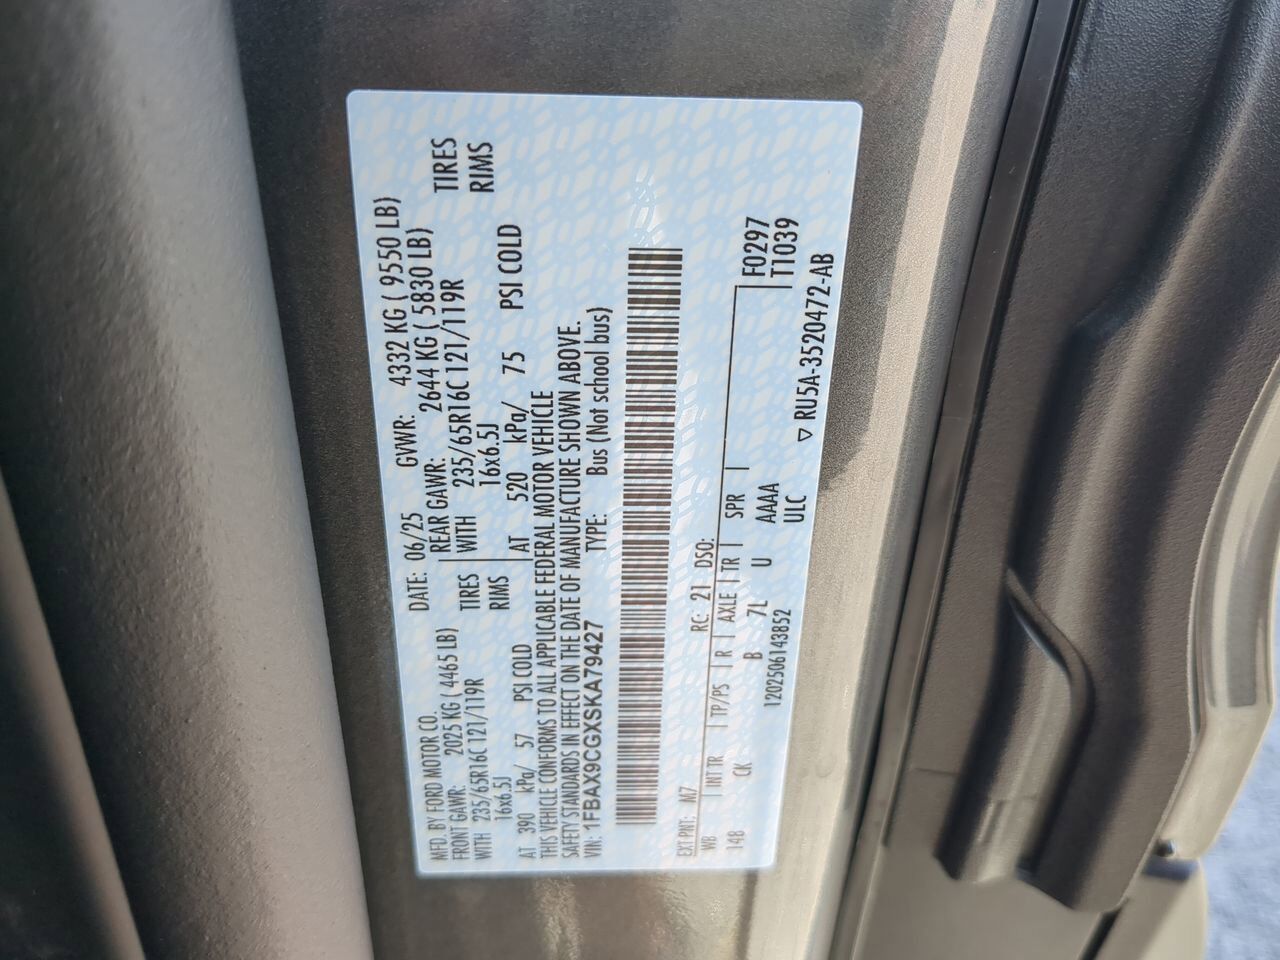 MFD. BY FORD MOTOR CO.
DATE: 06/25 GVWR: 4332 KG ( 9550 LB)
FRONT GAWR: 2025 KG ( 4465 LB) REAR GAWR: 2644 KG ( 5830 LB)
WITH 235/65R16C 121/119R TIRES WITH 235/65R16C 121/119R TIRES
16x6.5J RIMS 16x6.5J RIMS
AT 390 kPa/ 57 PSI COLD AT 520 kPa/ 75 PSI COLD
THIS VEHICLE CONFORMS TO ALL APPLICABLE FEDERAL MOTOR VEHICLE
SAFETY STANDARDS IN EFFECT ON THE DATE OF MANUFACTURE SHOWN ABOVE.
VIN: 1FBAX9CGXSKA79427 TYPE: Bus (Not school bus)
EXT PNT: M7 RC: 21 DSO:
WB INT TR TP/PS R AXLE TR SPR F0297
148 CK B 7L U AAAA T1039
1202506143852 ULC
▽ RU5A-3520472-AB